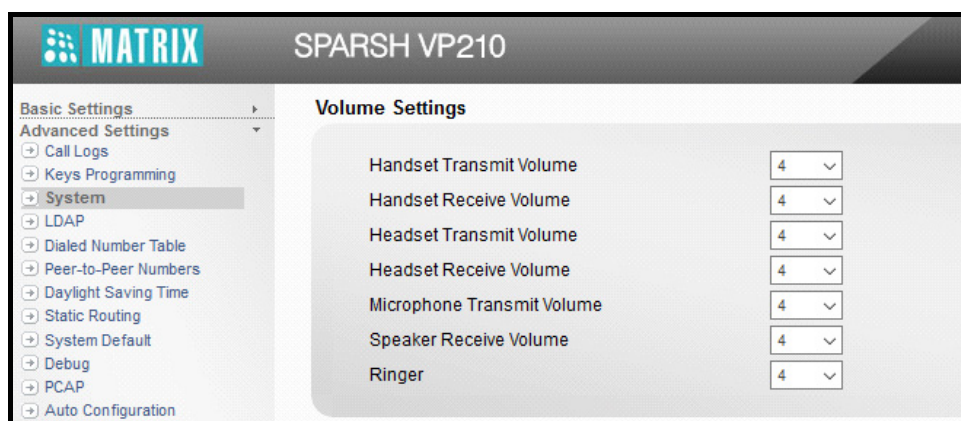 MATRIX SPARSH VP210
Basic Settings
Advanced Settings
Call Logs
Keys Programming
System
LDAP
Dialed Number Table
Peer-to-Peer Numbers
Daylight Saving Time
Static Routing
System Default
Debug
PCAP
Auto Configuration
Volume Settings
Handset Transmit Volume 4
Handset Receive Volume 4
Headset Transmit Volume 4
Headset Receive Volume 4
Microphone Transmit Volume 4
Speaker Receive Volume 4
Ringer 4